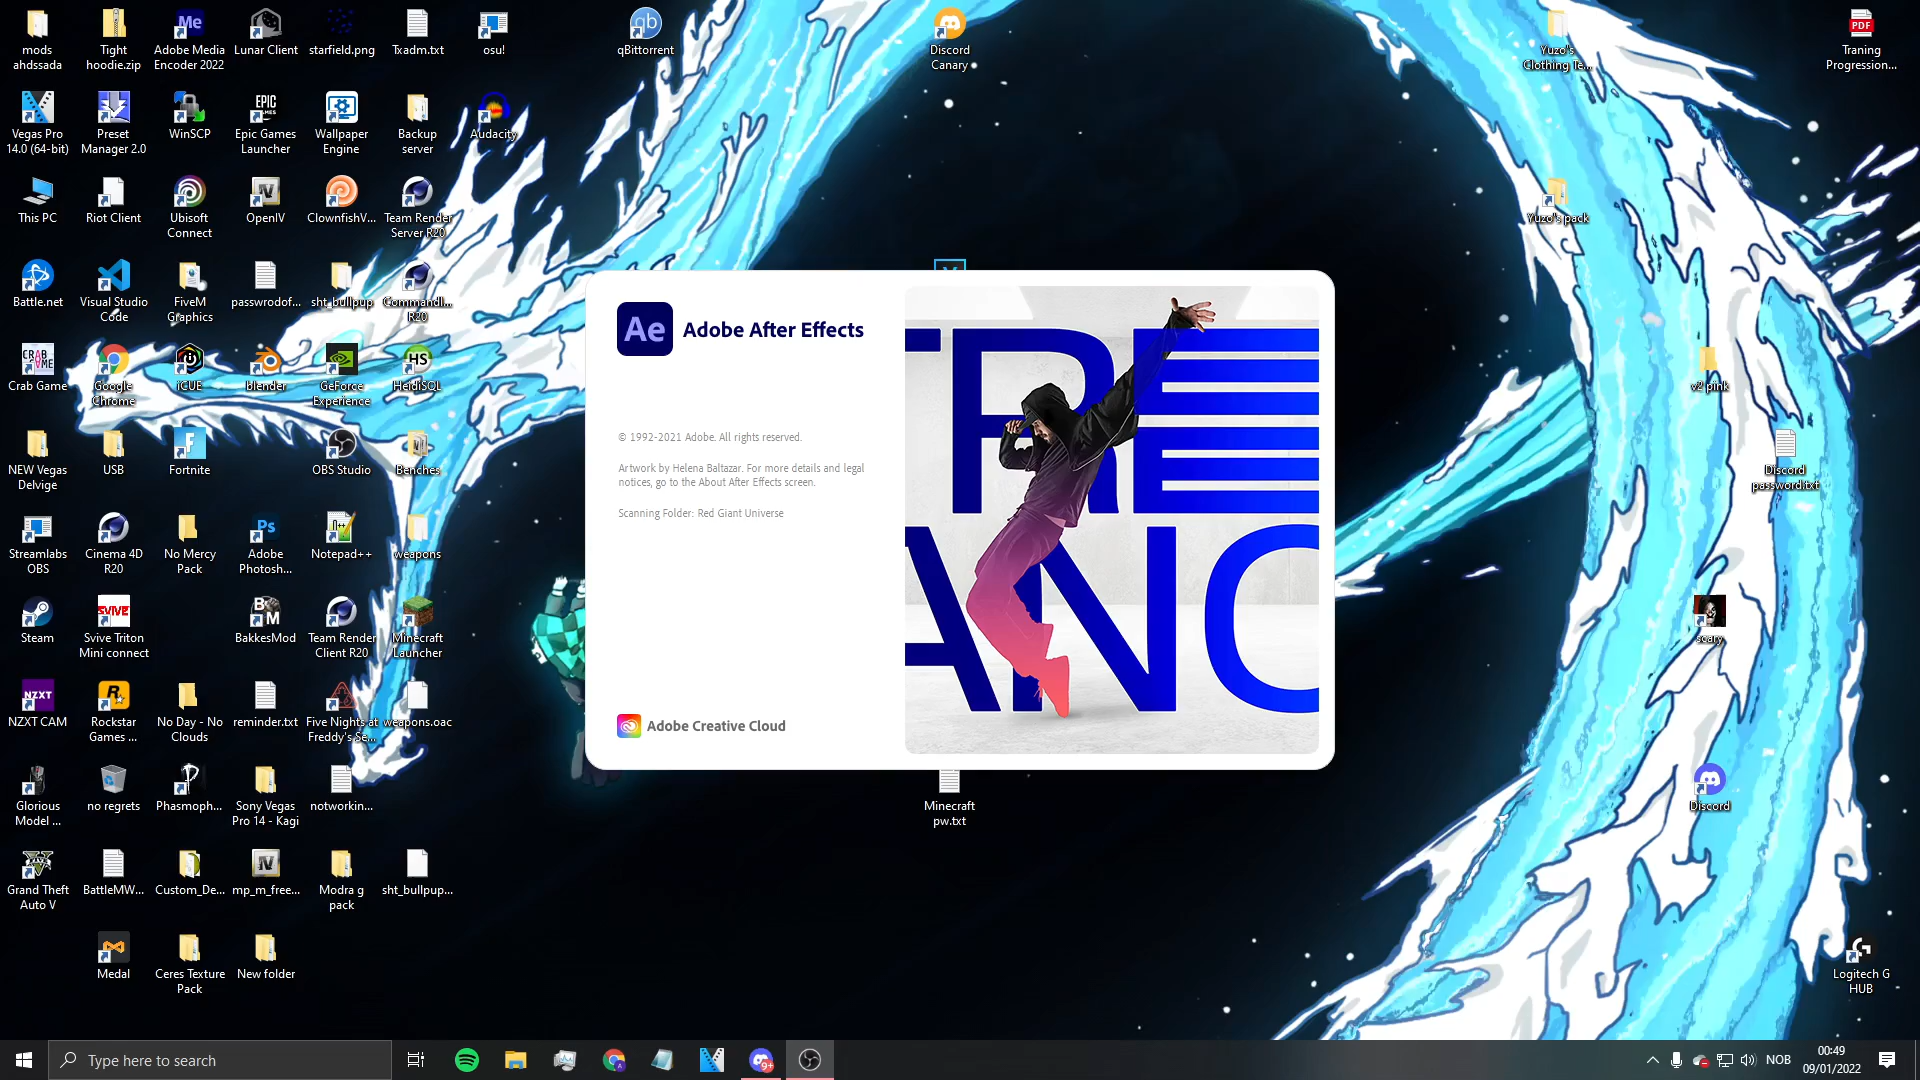 mods
ahdssada
Tight
hoodie.zip
Adobe Media
Encoder 2022
Lunar Client
starfield.png
Txadm.txt
osu!
qBittorrent
Discord
Canary
Yuzo's
Clothing Te...
Traning
Progression...
Vegas Pro
14.0 (64-bit)
Preset
Manager 2.0
WinSCP
Epic Games
Launcher
Wallpaper
Engine
Backup
server
Audacity
This PC
Riot Client
Ubisoft
Connect
OpenIV
ClownfishV...
Team Render
Server R20
Yuzo's pack
Battle.net
Visual Studio
Code
FiveM
Graphics
passwrodof...
sht_bullpup
Commandl...
R20
Crab Game
Google
Chrome
iCUE
blender
GeForce
Experience
HeidiSQL
v2 pink
NEW Vegas
Delvige
USB
Fortnite
OBS Studio
Benches
Discord
password.txt
Streamlabs
OBS
Cinema 4D
R20
No Mercy
Pack
Adobe
Photosh...
Notepad++
weapons
Steam
Svive Triton
Mini connect
BakkesMod
Team Render
Client R20
Minecraft
Launcher
scary
NZXT CAM
Rockstar
Games ...
No Day - No
Clouds
reminder.txt
Five Nights at
Freddy's Se...
weapons.oac
Glorious
Model ...
no regrets
Phasmoph...
Sony Vegas
Pro 14 - Kagi
notworkin...
Minecraft
pw.txt
Discord
Grand Theft
Auto V
BattleMW...
Custom_De...
mp_m_free...
Modra g
pack
sht_bullpup...
Medal
Ceres Texture
Pack
New folder
Logitech G
HUB
Ae
Adobe After Effects
© 1992-2021 Adobe. All rights reserved.
Artwork by Helena Baltazar. For more details and legal
notices, go to the About After Effects screen.
Scanning Folder: Red Giant Universe
Adobe Creative Cloud
TRE
ANC
Type here to search
9+
NOB
00:49
09/01/2022